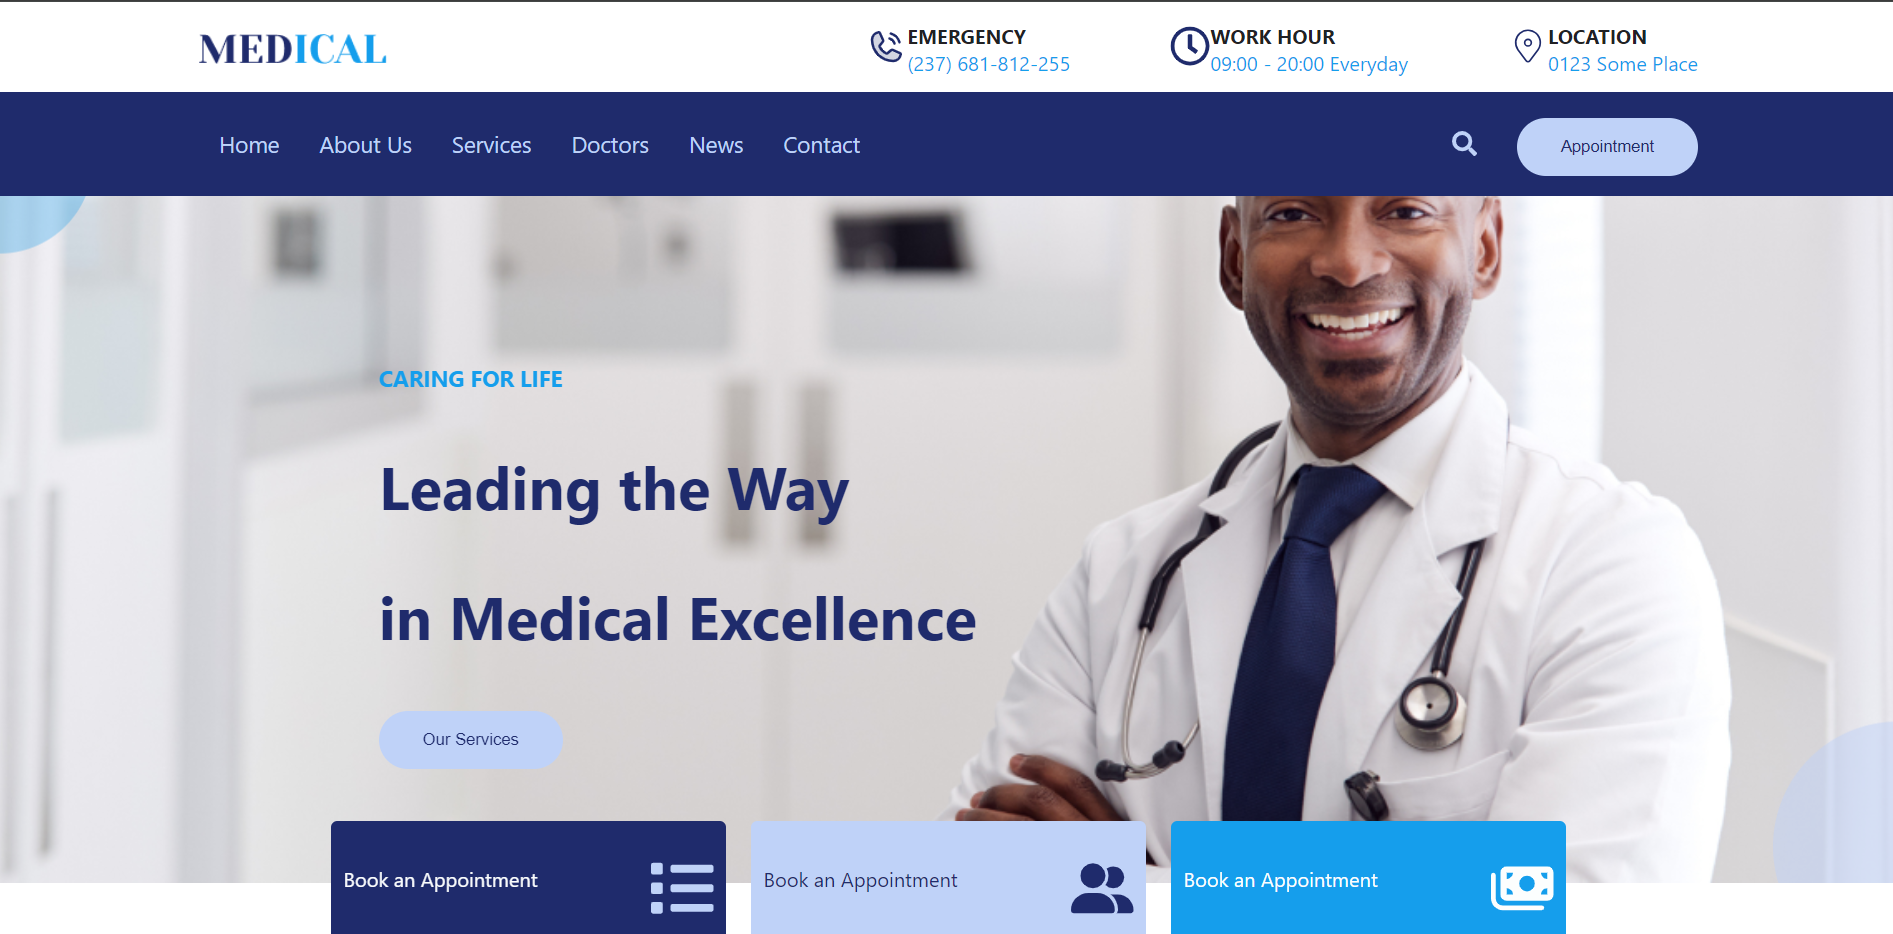 MEDICAL
EMERGENCY
(237) 681-812-255
WORK HOUR
09:00 - 20:00 Everyday
LOCATION
0123 Some Place
Home
About Us
Services
Doctors
News
Contact
Appointment
CARING FOR LIFE
Leading the Way
in Medical Excellence
Our Services
Book an Appointment
Book an Appointment
Book an Appointment